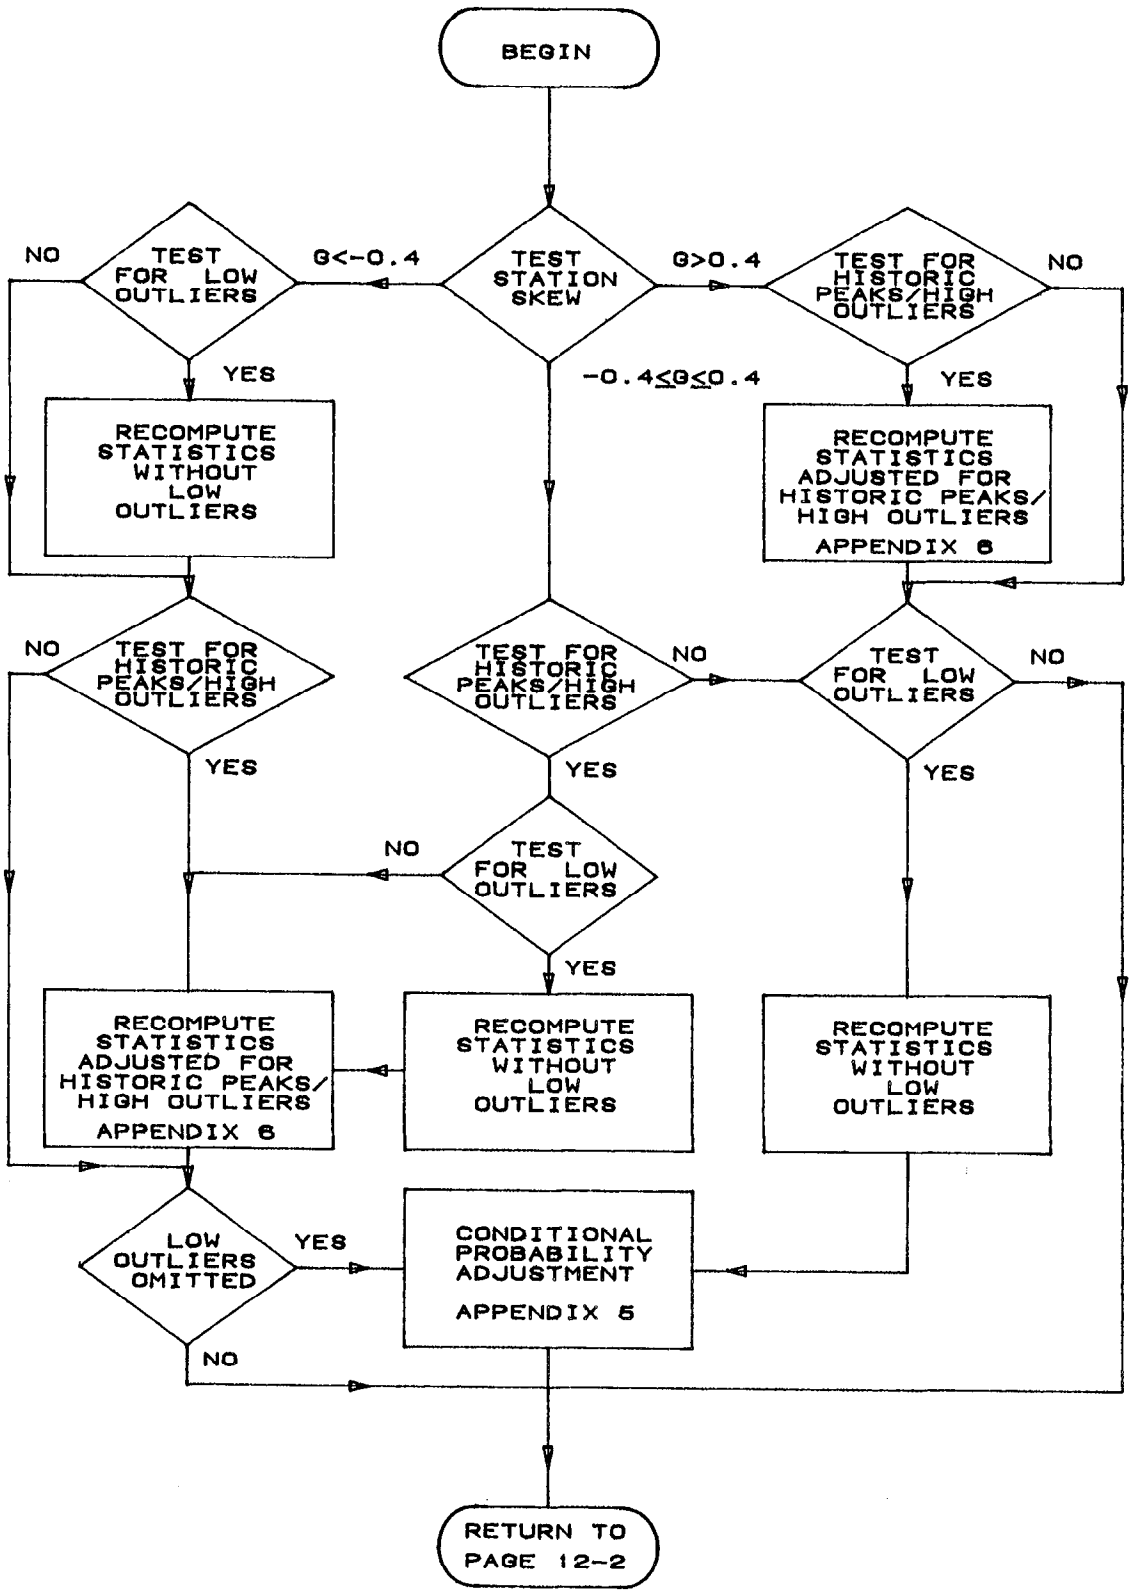 BEGIN
NO
TEST
FOR LOW
OUTLIERS
G<-0.4
TEST
STATION
SKEW
G>0.4
TEST FOR
HISTORIC
PEAKS/HIGH
OUTLIERS
NO
YES
-0.4≤G≤0.4
YES
RECOMPUTE
STATISTICS
WITHOUT
LOW
OUTLIERS
RECOMPUTE
STATISTICS
ADJUSTED FOR
HISTORIC PEAKS/
HIGH OUTLIERS
APPENDIX 6
NO
TEST FOR
HISTORIC
PEAKS/HIGH
OUTLIERS
TEST FOR
HISTORIC
PEAKS/HIGH
OUTLIERS
NO
TEST
FOR LOW
OUTLIERS
NO
YES
YES
YES
NO
TEST
FOR LOW
OUTLIERS
YES
RECOMPUTE
STATISTICS
ADJUSTED FOR
HISTORIC PEAKS/
HIGH OUTLIERS
APPENDIX 6
RECOMPUTE
STATISTICS
WITHOUT
LOW
OUTLIERS
RECOMPUTE
STATISTICS
WITHOUT
LOW
OUTLIERS
LOW
OUTLIERS
OMITTED
YES
CONDITIONAL
PROBABILITY
ADJUSTMENT
APPENDIX 5
NO
RETURN TO
PAGE 12-2